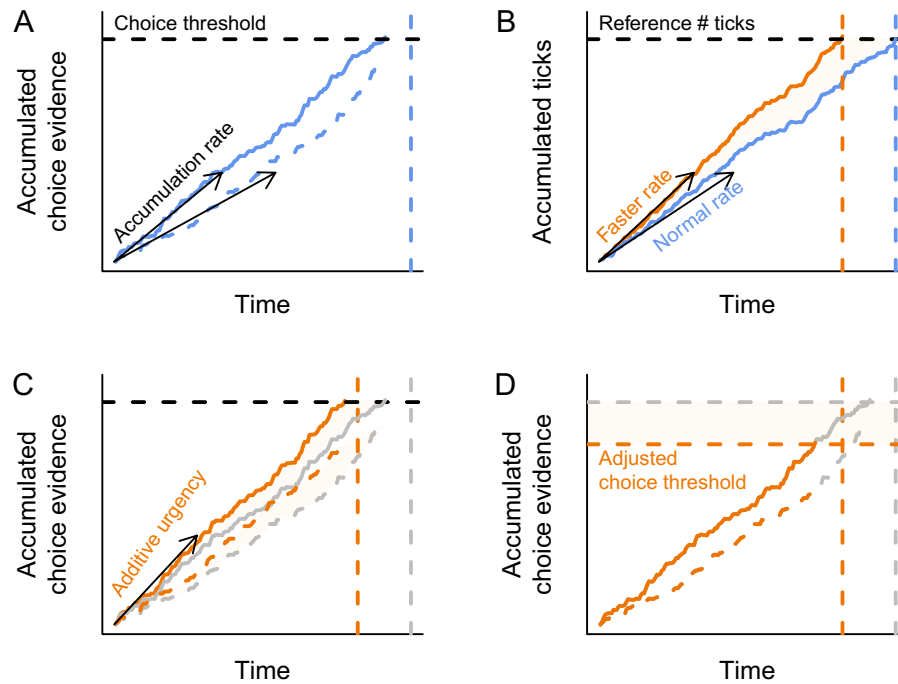 A
Choice threshold
Accumulated
choice evidence
Accumulation rate
Time
B
Reference # ticks
Accumulated ticks
Faster rate
Normal rate
Time
C
Accumulated
choice evidence
Additive urgency
Time
D
Accumulated
choice evidence
Adjusted
choice threshold
Time